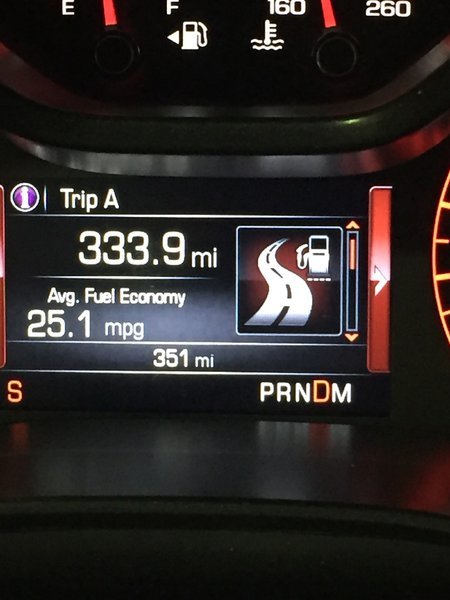 E F 160 260
Trip A
333.9 mi
Avg. Fuel Economy
25.1 mpg
351 mi
S PRNDM